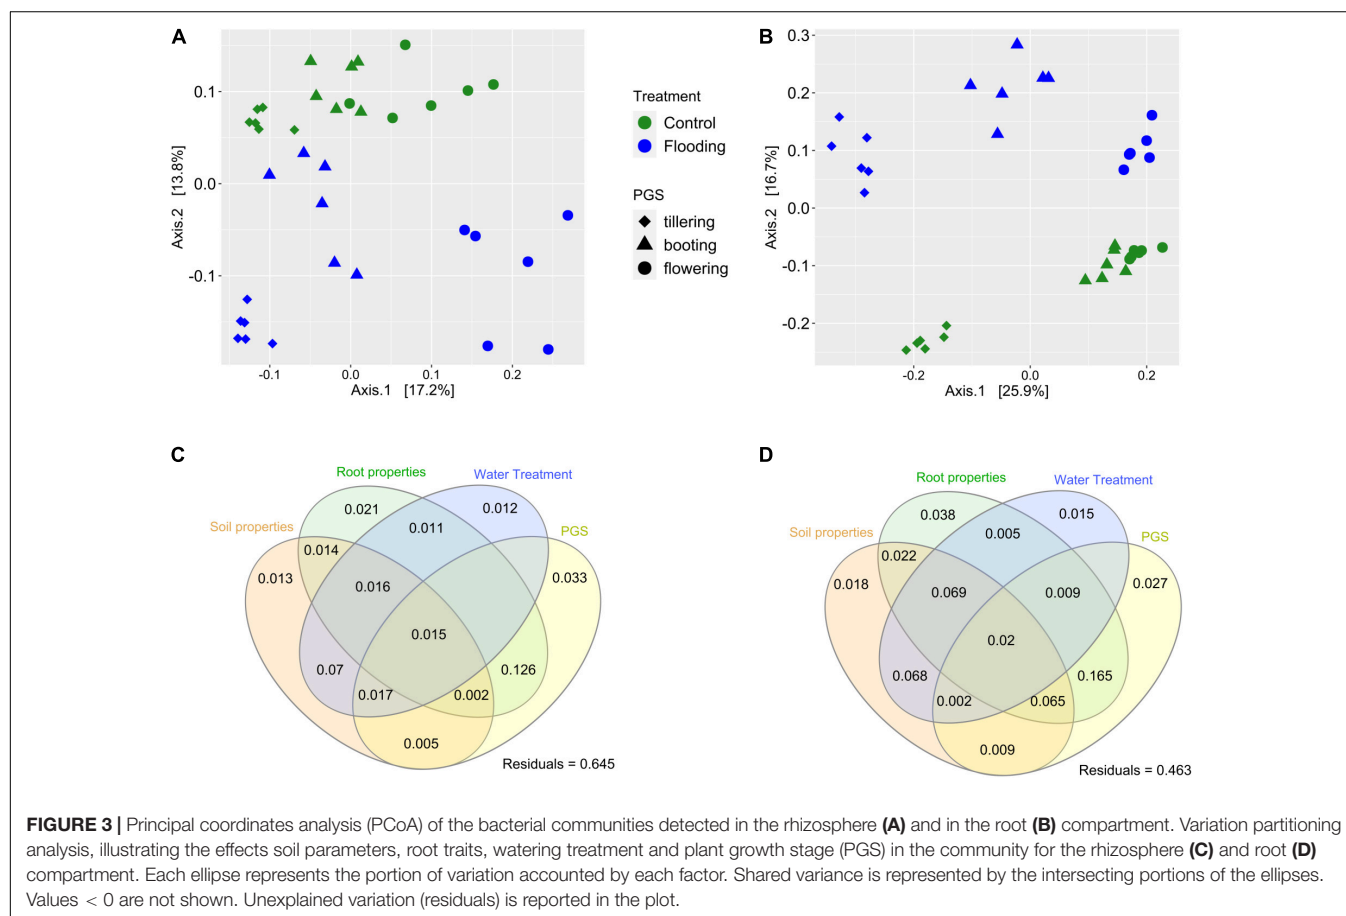 A
B
0.1
0.0
-0.1
Axis.2 [13.8%]
-0.1
0.0
0.1
0.2
Axis.1 [17.2%]
Treatment
Control
Flooding
PGS
tillering
booting
flowering
0.3
0.2
0.1
0.0
-0.1
-0.2
Axis.2 [16.7%]
-0.2
0.0
0.2
Axis.1 [25.9%]
C
Root properties
Water Treatment
Soil properties
PGS
0.021
0.012
0.011
0.014
0.013
0.016
0.033
0.015
0.07
0.126
0.017
0.002
0.005
Residuals = 0.645
D
Root properties
Water Treatment
Soil properties
PGS
0.038
0.015
0.005
0.022
0.018
0.069
0.009
0.027
0.02
0.068
0.165
0.002
0.065
0.009
Residuals = 0.463
FIGURE 3 | Principal coordinates analysis (PCoA) of the bacterial communities detected in the rhizosphere (A) and in the root (B) compartment. Variation partitioning
analysis, illustrating the effects soil parameters, root traits, watering treatment and plant growth stage (PGS) in the community for the rhizosphere (C) and root (D)
compartment. Each ellipse represents the portion of variation accounted by each factor. Shared variance is represented by the intersecting portions of the ellipses.
Values < 0 are not shown. Unexplained variation (residuals) is reported in the plot.